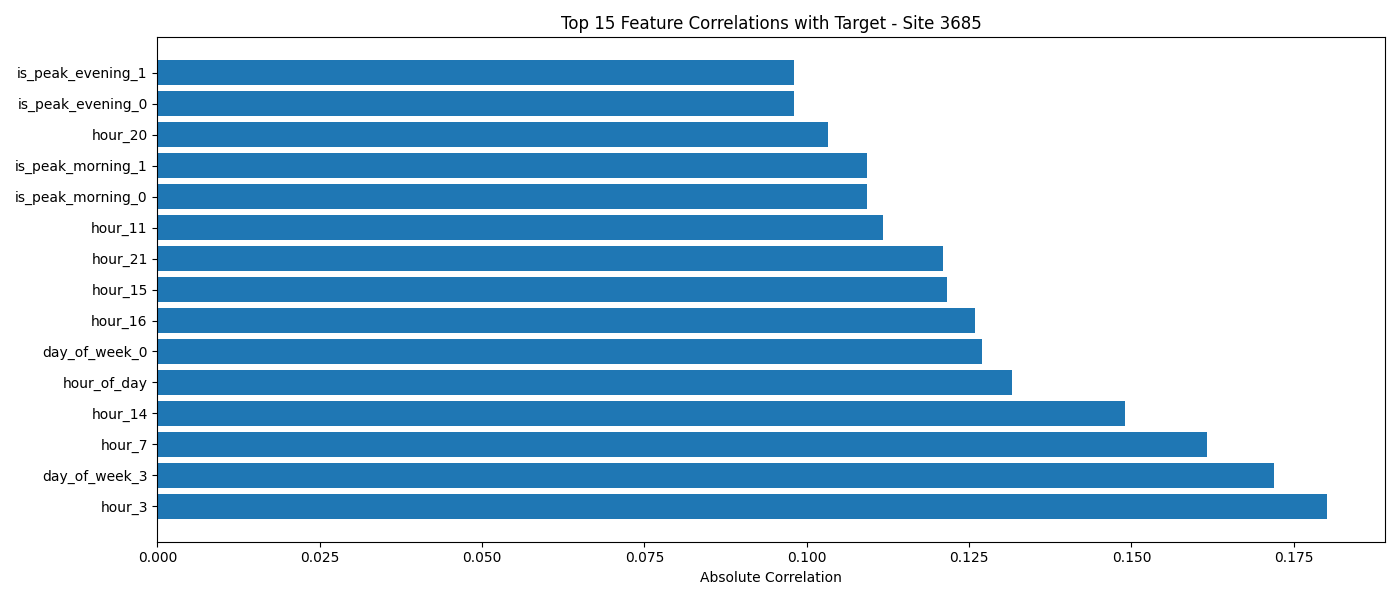 Top 15 Feature Correlations with Target - Site 3685
is_peak_evening_1
is_peak_evening_0
hour_20
is_peak_morning_1
is_peak_morning_0
hour_11
hour_21
hour_15
hour_16
day_of_week_0
hour_of_day
hour_14
hour_7
day_of_week_3
hour_3
0.000 0.025 0.050 0.075 0.100 0.125 0.150 0.175
Absolute Correlation